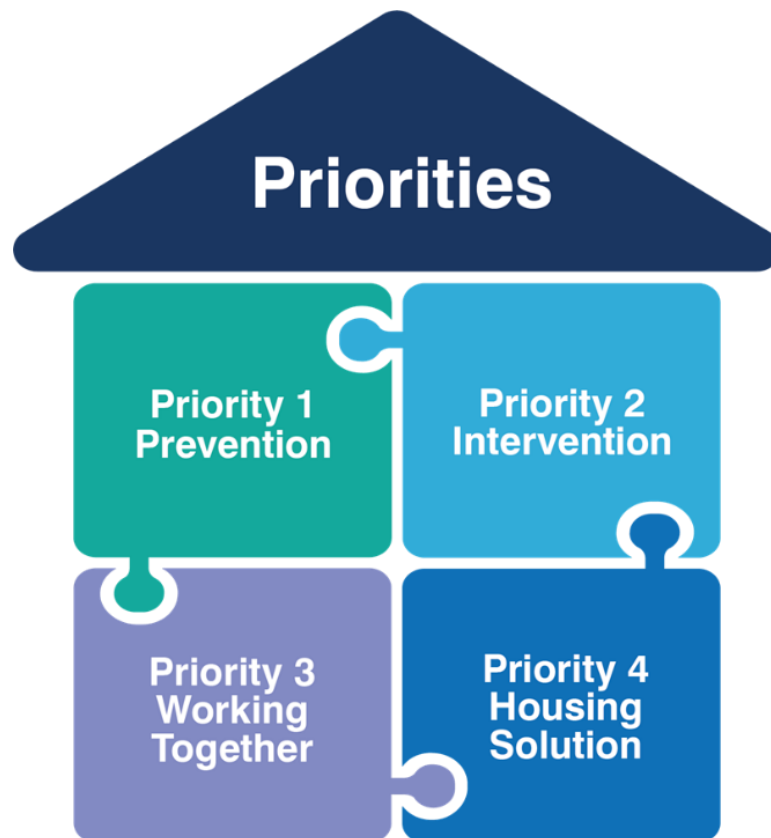 Priorities
Priority 1
Prevention
Priority 2
Intervention
Priority 3
Working
Together
Priority 4
Housing
Solution